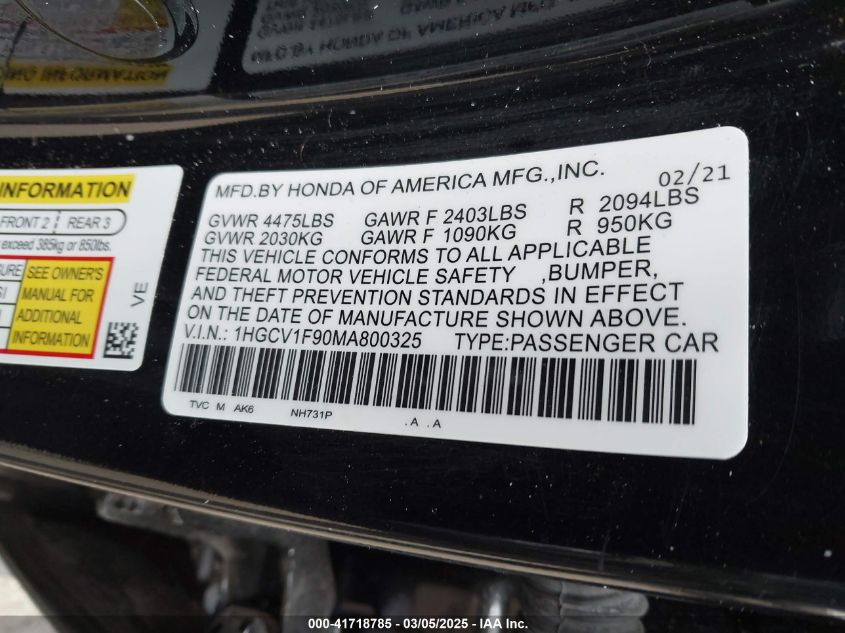 MFD.BY HONDA OF AMERICA MFG.,INC. 02/21
GVWR 4475LBS GAWR F 2403LBS R 2094LBS
GVWR 2030KG GAWR F 1090KG R 950KG
THIS VEHICLE CONFORMS TO ALL APPLICABLE
FEDERAL MOTOR VEHICLE SAFETY ,BUMPER,
AND THEFT PREVENTION STANDARDS IN EFFECT
ON THE DATE OF MANUFACTURE SHOWN ABOVE.
V.I.N.: 1HGCV1F90MA800325 TYPE:PASSENGER CAR
TVC M AK6 NH731P .A .A
INFORMATION
FRONT 2 REAR 3
exceed 385kg or 850lbs.
SEE OWNER'S
MANUAL FOR
ADDITIONAL
INFORMATION
VE
000-41718785 / 03/05/2025 - IAA Inc.